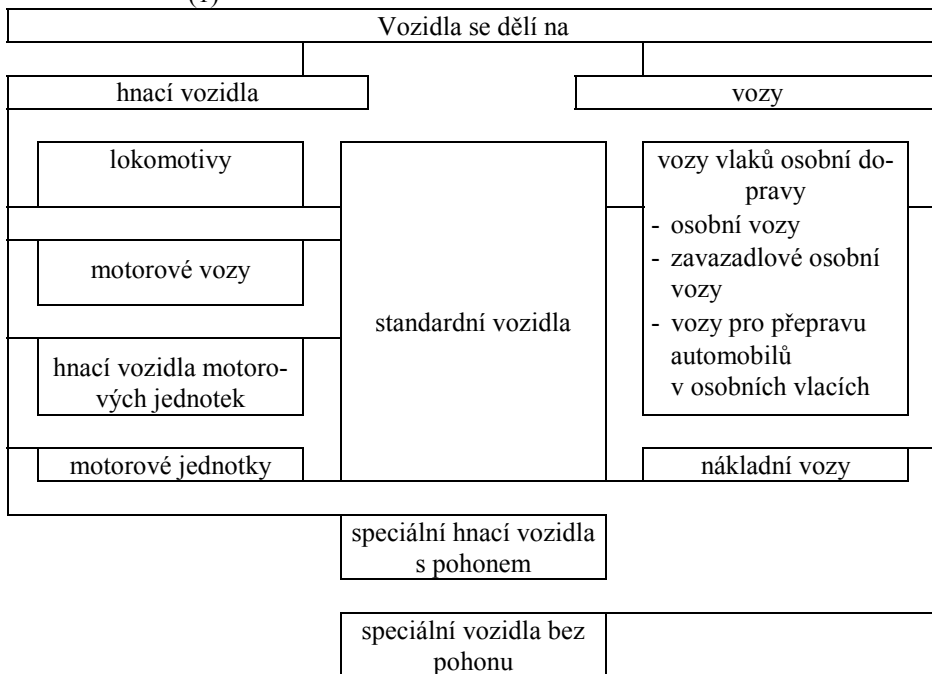 (1)
Vozidla se dělí na
hnací vozidla
vozy
lokomotivy
motorové vozy
hnací vozidla motoro-
vých jednotek
motorové jednotky
standardní vozidla
vozy vlaků osobní do-
pravy
- osobní vozy
- zavazadlové osobní
vozy
- vozy pro přepravu
automobilů
v osobních vlacích
nákladní vozy
speciální hnací vozidla
s pohonem
speciální vozidla bez
pohonu